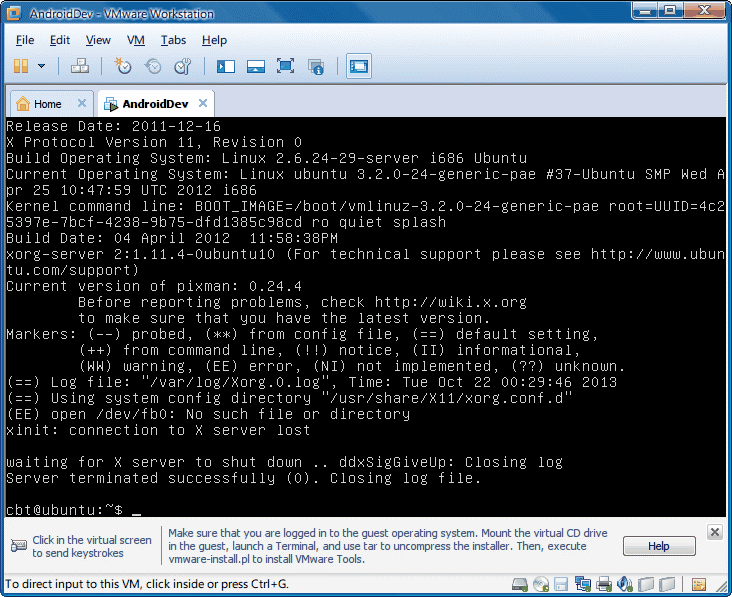 AndroidDev - VMware Workstation
File Edit View VM Tabs Help
Home AndroidDev
Release Date: 2011-12-16
X Protocol Version 11, Revision 0
Build Operating System: Linux 2.6.24-29-server i686 Ubuntu
Current Operating System: Linux ubuntu 3.2.0-24-generic-pae #37-Ubuntu SMP Wed A
pr 25 10:47:59 UTC 2012 i686
Kernel command line: BOOT_IMAGE=/boot/vmlinuz-3.2.0-24-generic-pae root=UUID=4c2
5397e-7bcf-4238-9b75-dfd1385c98cd ro quiet splash
Build Date: 04 April 2012  11:58:38PM
xorg-server 2:1.11.4-0ubuntu10 (For technical support please see http://www.ubun
tu.com/support)
Current version of pixman: 0.24.4
        Before reporting problems, check http://wiki.x.org
        to make sure that you have the latest version.
Markers: (--) probed, (**) from config file, (==) default setting,
        (++) from command line, (!!) notice, (II) informational,
        (WW) warning, (EE) error, (NI) not implemented, (??) unknown.
(==) Log file: "/var/log/Xorg.0.log", Time: Tue Oct 22 00:29:46 2013
(==) Using system config directory "/usr/share/X11/xorg.conf.d"
(EE) open /dev/fb0: No such file or directory
xinit: connection to X server lost
waiting for X server to shut down .. ddxSigGiveUp: Closing log
Server terminated successfully (0). Closing log file.
cbt@ubuntu:~$ _
Click in the virtual screen
to send keystrokes
Make sure that you are logged in to the guest operating system. Mount the virtual CD drive
in the guest, launch a Terminal, and use tar to uncompress the installer. Then, execute
vmware-install.pl to install VMware Tools.
Help
To direct input to this VM, click inside or press Ctrl+G.